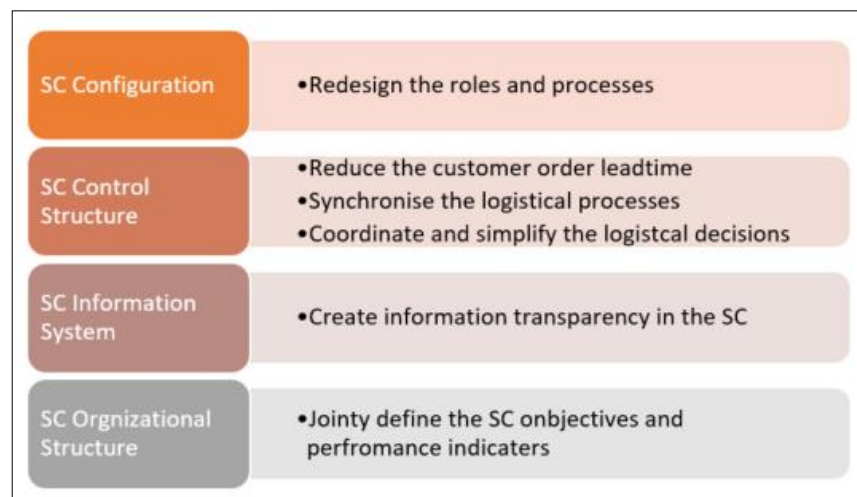 SC Configuration
•Redesign the roles and processes
SC Control
Structure
•Reduce the customer order leadtime
•Synchronise the logistical processes
•Coordinate and simplify the logistcal decisions
SC Information
System
•Create information transparency in the SC
SC Orgnizational
Structure
•Jointy define the SC onbjectives and
perfromance indicaters